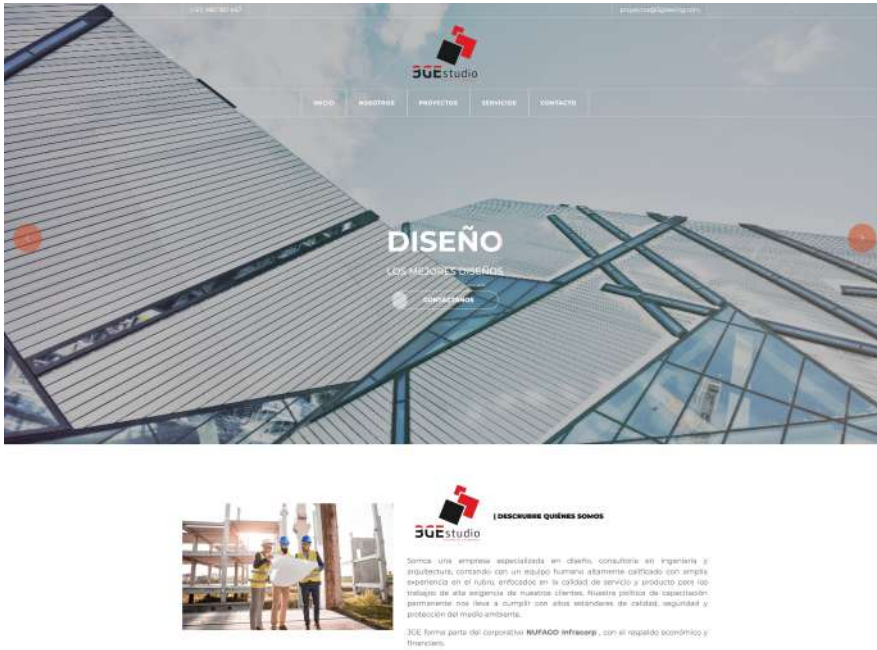 3GEstudio
INICIO NOSOTROS PROYECTOS SERVICIOS CONTACTO
DISEÑO
LOS MEJORES DISEÑOS
CONTÁCTANOS
3GEstudio
| DESCRUBRE QUIÉNES SOMOS
Somos una empresa especializada en diseño, consultoría en ingeniería y
arquitectura, contando con un equipo humano altamente calificado con amplia
experiencia en el rubro, enfocados en la calidad de servicio y producto para los
trabajos de alta exigencia de nuestros clientes. Nuestra política de capacitación
permanente nos lleva a cumplir con altos estándares de calidad, seguridad y
protección del medio ambiente.
3GE forma parte del corporativo NUFAGO Infracorp , con el respaldo económico y
financiero.